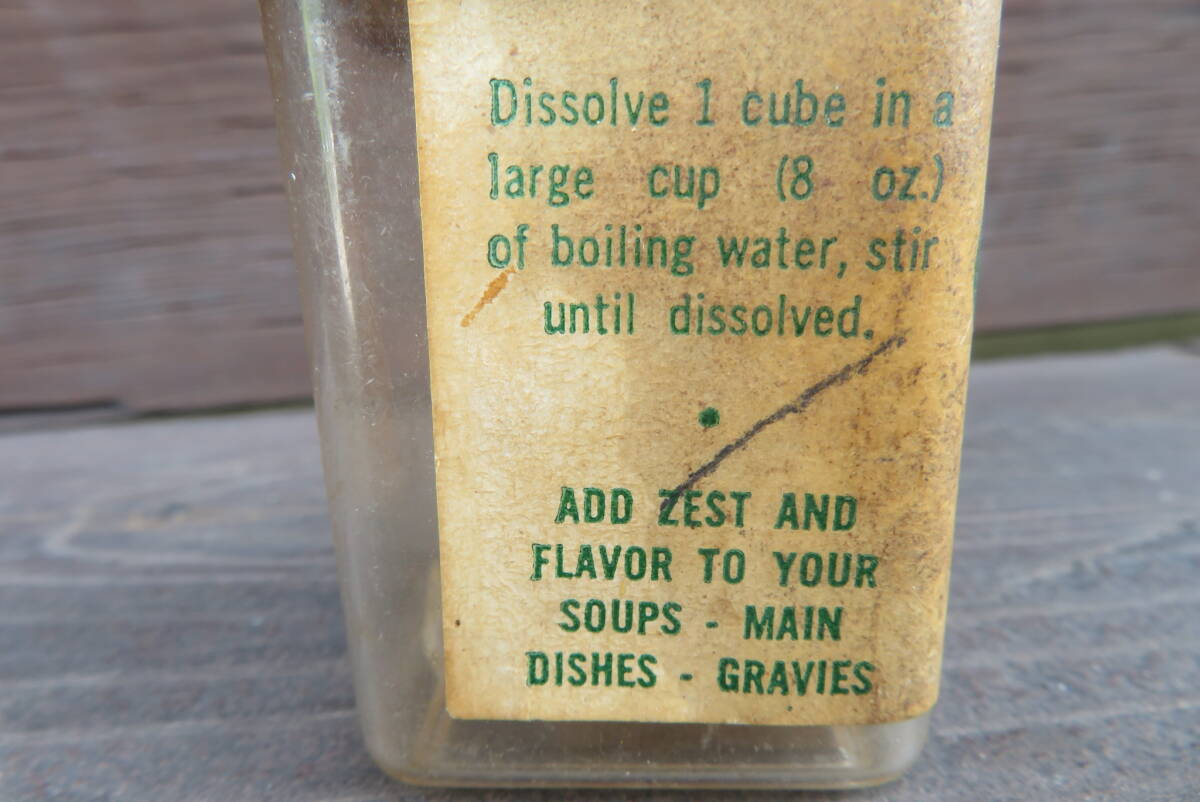 Dissolve 1 cube in a
large cup (8 oz.)
of boiling water, stir
until dissolved.
•
ADD ZEST AND
FLAVOR TO YOUR
SOUPS - MAIN
DISHES - GRAVIES